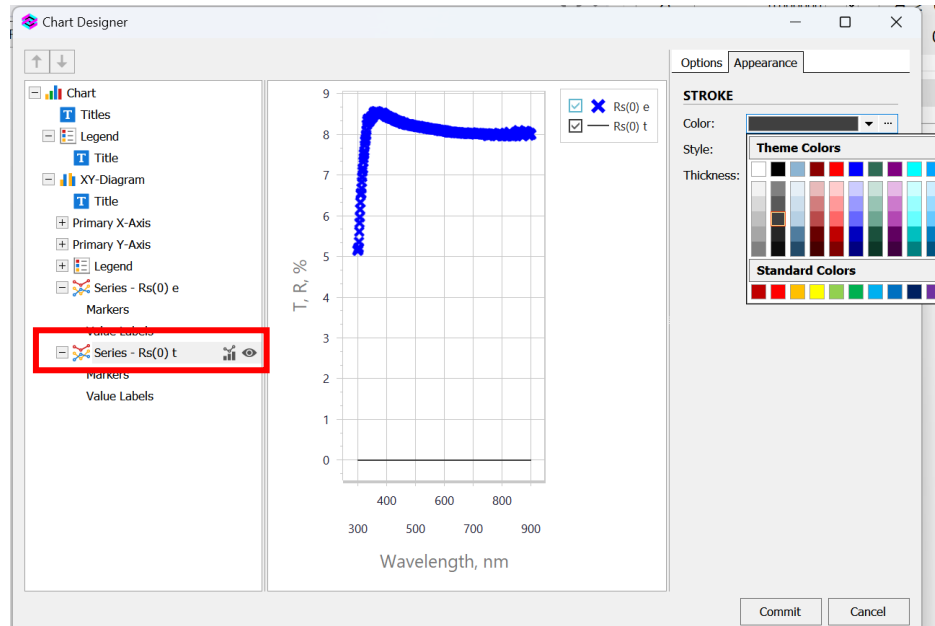 Chart Designer
Options
Appearance
Chart
Titles
Legend
Title
XY-Diagram
Title
Primary X-Axis
Primary Y-Axis
Legend
Series - Rs(0) e
Markers
Value Labels
Series - Rs(0) t
Markers
Value Labels
9
8
7
6
5
4
3
2
1
0
T, R, %
400 600 800
300 500 700 900
Wavelength, nm
Rs(0) e
Rs(0) t
STROKE
Color:
Style:
Thickness:
Theme Colors
Standard Colors
Commit
Cancel